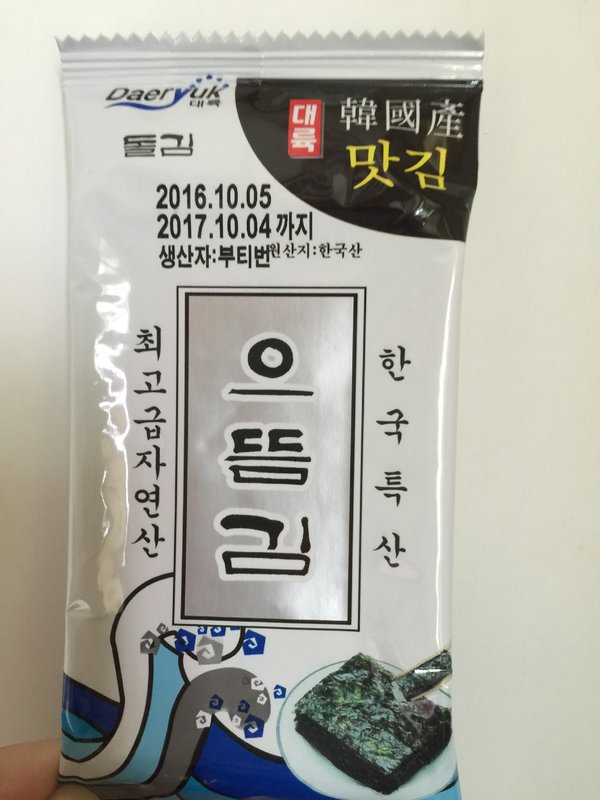 Daeryuk
대륙
돌김
대륙
韓國產
맛김
2016.10.05
2017.10.04 까지
생산자:부티번
원산지:한국산
최고급자연산
으뜸김
한국특산